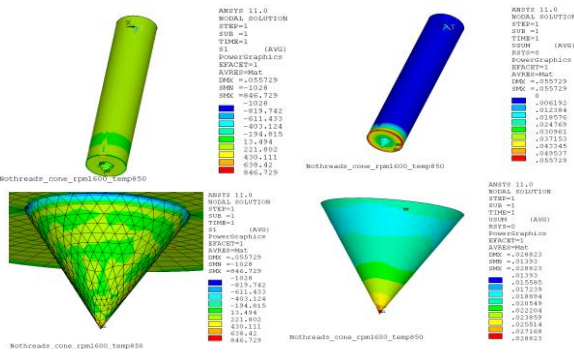 ANSYS 11.0
NODAL SOLUTION
STEP=1
SUB =1
TIME=1
S1 (AVG)
PowerGraphics
EFACET=1
AVRES=Mat
DMX =.055729
SMN =-1028
SMX =846.729
-1028
-819.742
-611.433
-403.124
-194.815
13.494
221.802
430.111
638.42
846.729
Nothreads_cone_rpm1600_temp850
ANSYS 11.0
NODAL SOLUTION
STEP=1
SUB =1
TIME=1
USUM (AVG)
RSYS=0
PowerGraphics
EFACET=1
AVRES=Mat
DMX =.055729
SMX =.055729
0
.006192
.012384
.018576
.024769
.030961
.037153
.043345
.049537
.055729
Nothreads_cone_rpm1600_temp850
ANSYS 11.0
NODAL SOLUTION
STEP=1
SUB =1
TIME=1
S1 (AVG)
PowerGraphics
EFACET=1
AVRES=Mat
DMX =.055729
SMN =-1028
SMX =846.729
-1028
-819.742
-611.433
-403.124
-194.815
13.494
221.802
430.111
638.42
846.729
Nothreads_cone_rpm1600_temp850
ANSYS 11.0
NODAL SOLUTION
STEP=1
SUB =1
TIME=1
USUM (AVG)
RSYS=0
PowerGraphics
EFACET=1
AVRES=Mat
DMX =.028823
SMN =.01393
SMX =.028823
.01393
.015585
.017239
.018894
.020549
.022204
.023859
.025514
.027168
.028823
Nothreads_cone_rpm1600_temp850